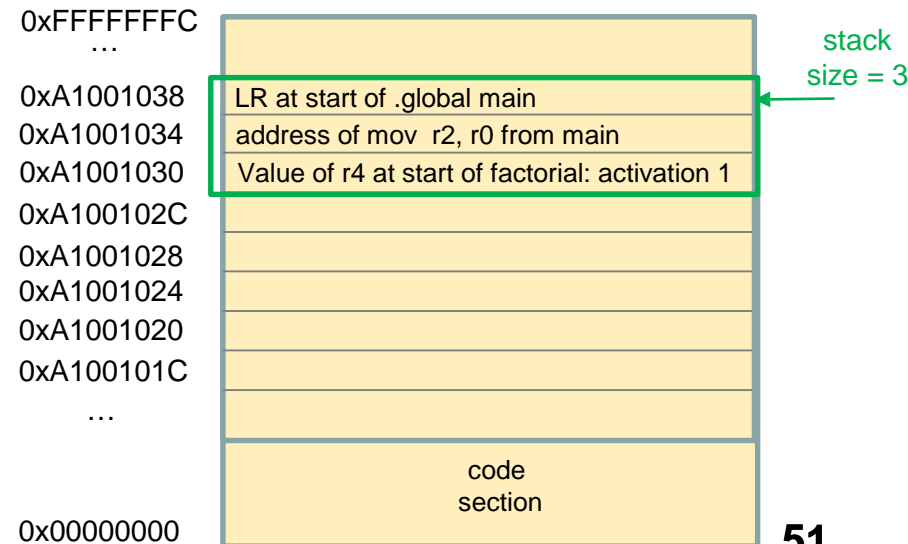 0xFFFFFFFC
…
stack
size = 3
0xA1001038 LR at start of .global main
0xA1001034 address of mov r2, r0 from main
0xA1001030 Value of r4 at start of factorial: activation 1
0xA100102C
0xA1001028
0xA1001024
0xA1001020
0xA100101C
…
code
section
0x00000000
51